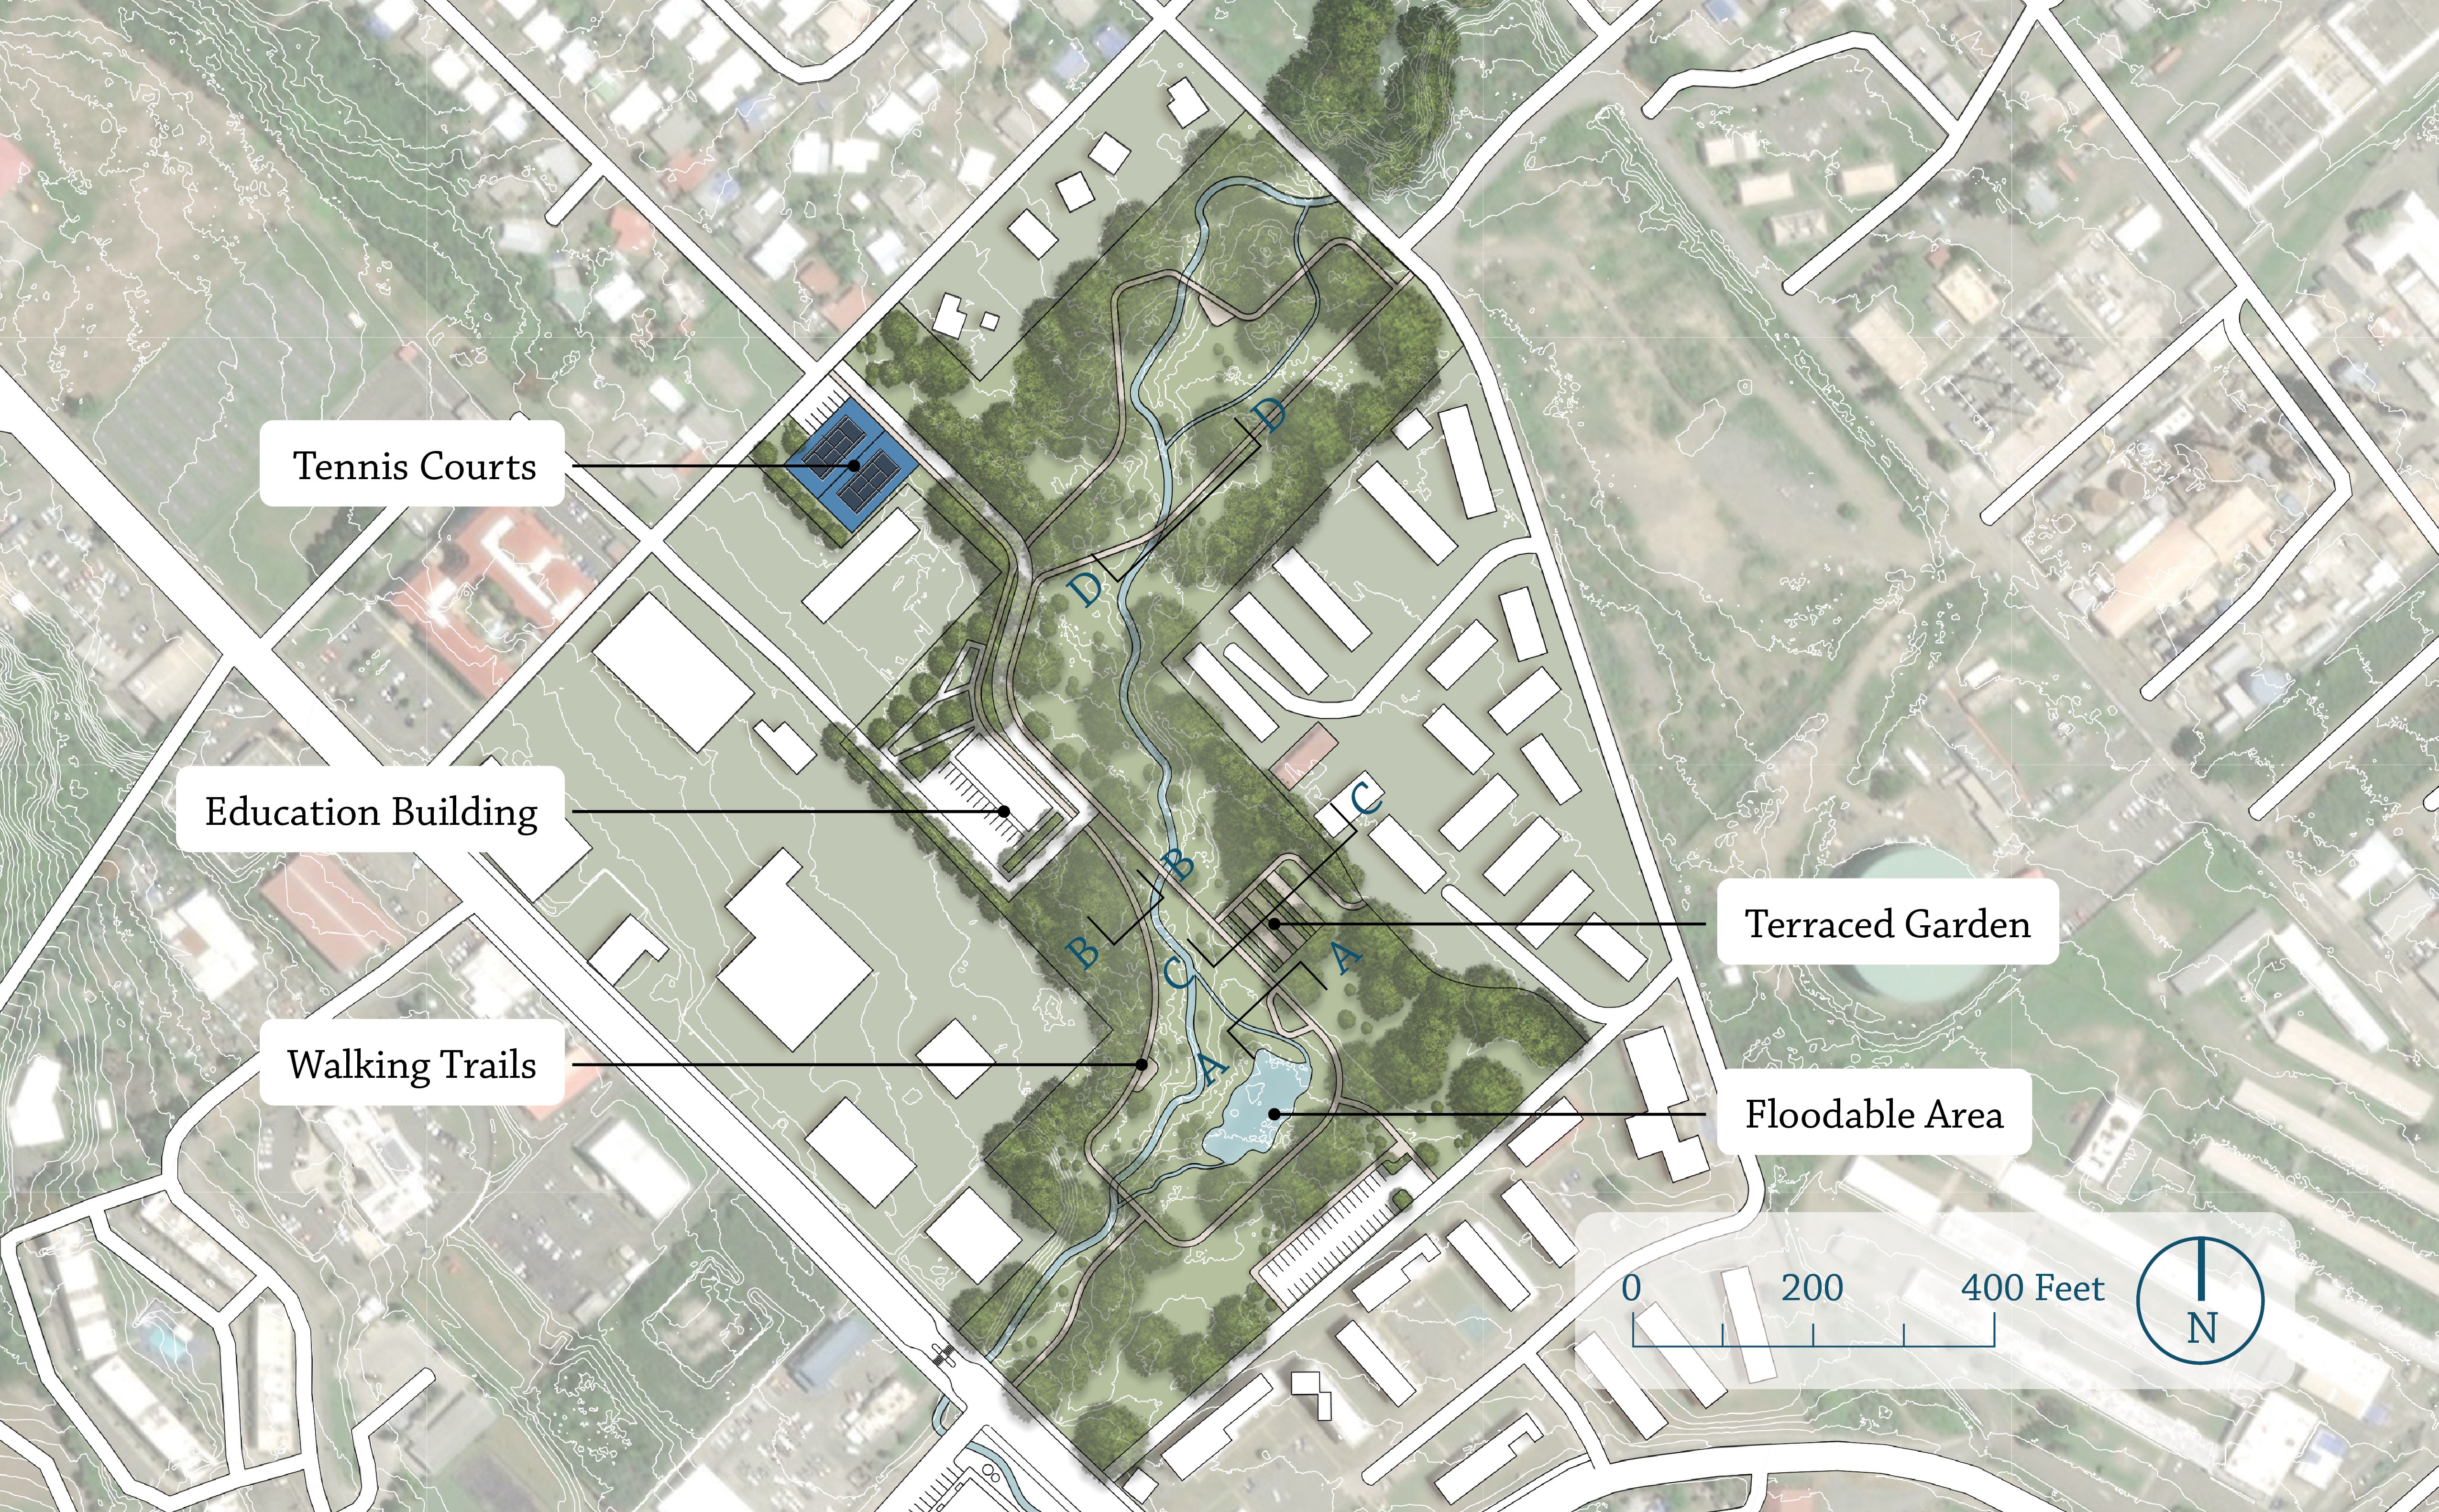 D
Tennis Courts
D
C
Education Building
B
Terraced Garden
B
A
C
Walking Trails
A
Floodable Area
0 200 400 Feet
N